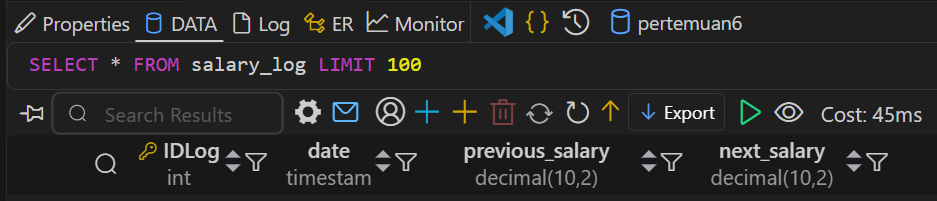 Properties DATA Log ER Monitor {} pertemuan6
SELECT * FROM salary_log LIMIT 100
Search Results Export Cost: 45ms
IDLog date previous_salary next_salary
int timestam decimal(10,2) decimal(10,2)